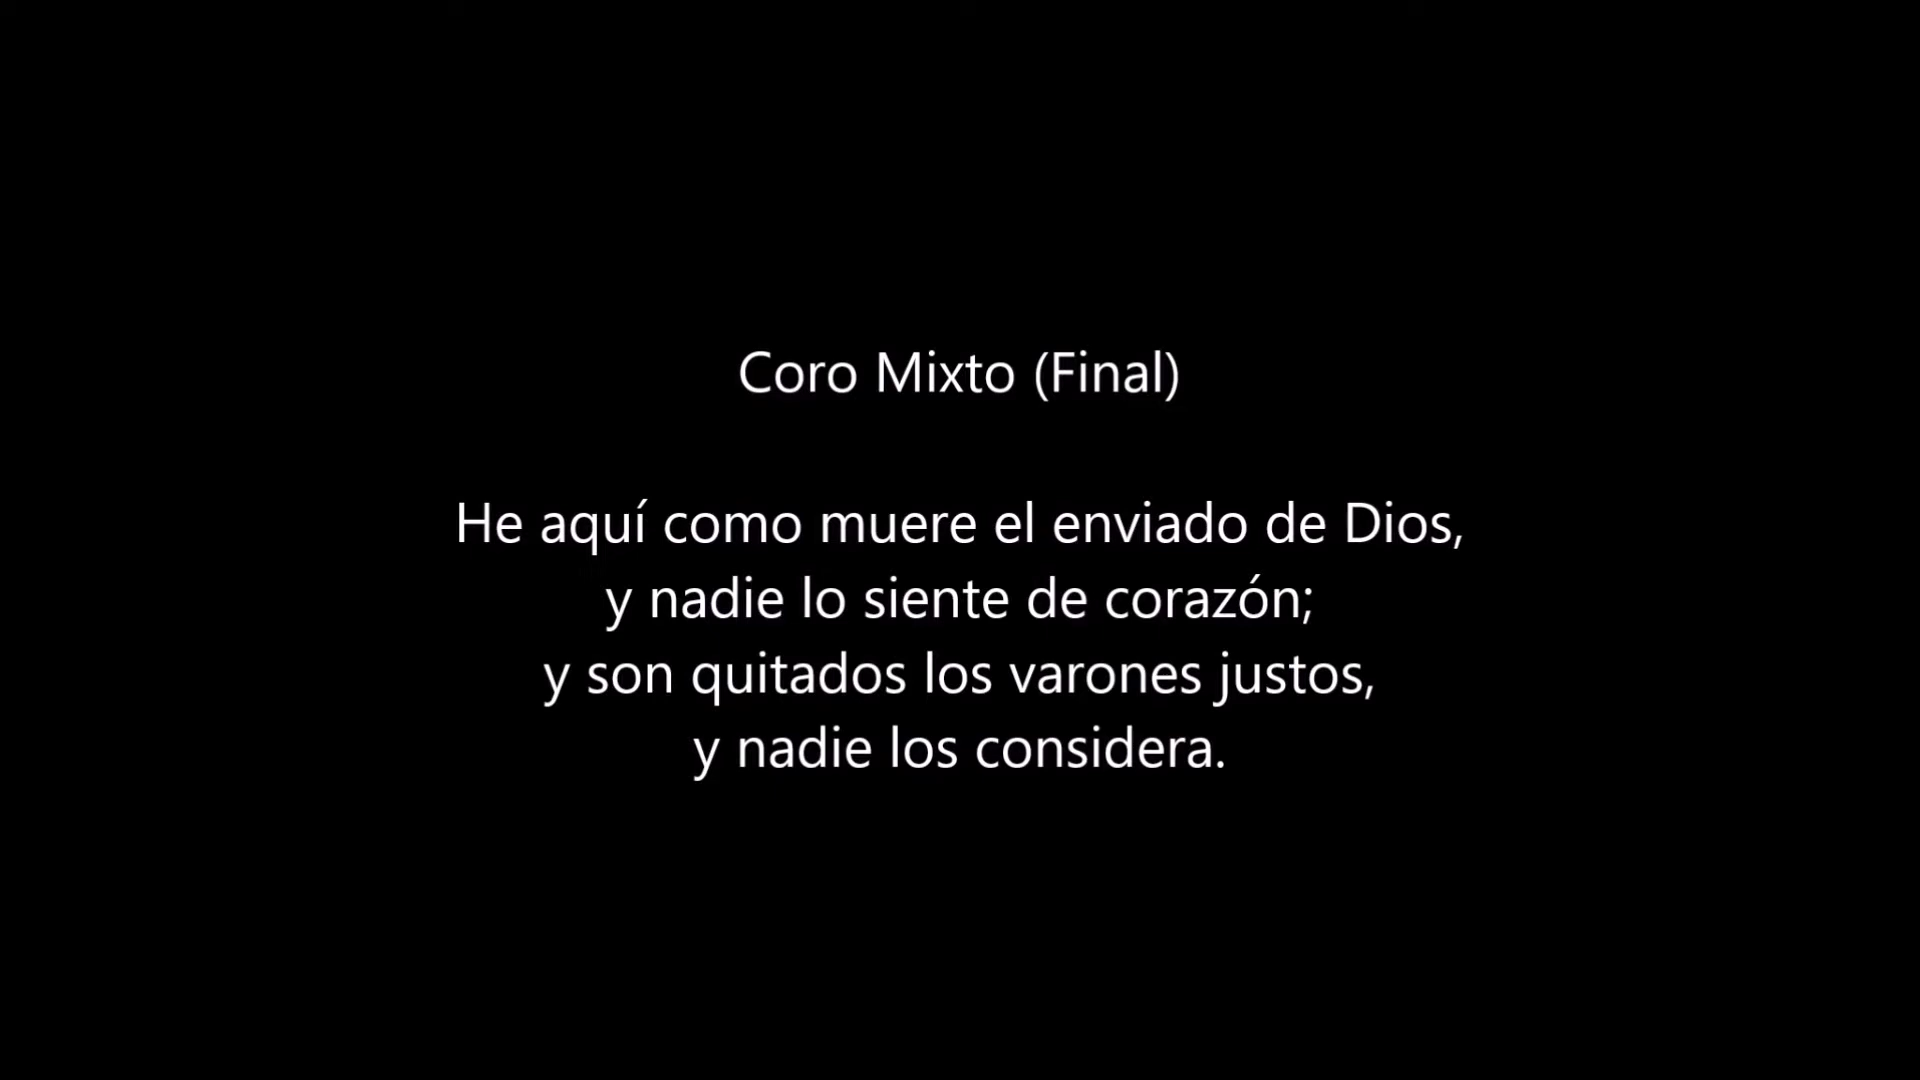 Coro Mixto (Final)
He aquí como muere el enviado de Dios,
y nadie lo siente de corazón;
y son quitados los varones justos,
y nadie los considera.